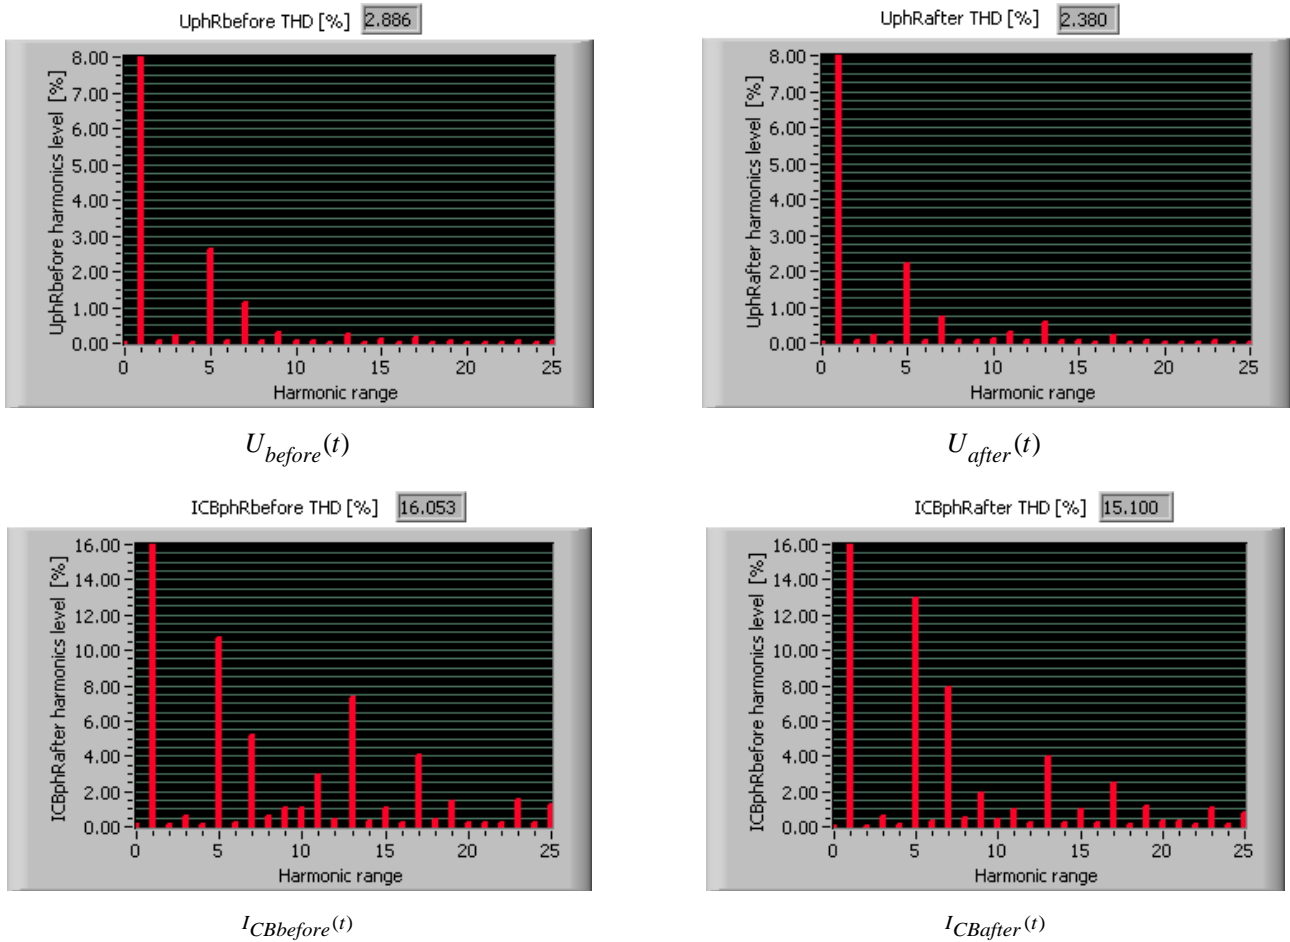 UphRbefore THD [%] 2.886
UphRafter THD [%] 2.380
UphRbefore harmonics level [%]
8.00
7.00
6.00
5.00
4.00
3.00
2.00
1.00
0.00
0 5 10 15 20 25
Harmonic range
UphRafter harmonics level [%]
8.00
7.00
6.00
5.00
4.00
3.00
2.00
1.00
0.00
0 5 10 15 20 25
Harmonic range
U_before(t)
U_after(t)
ICBphRbefore THD [%] 16.053
ICBphRafter THD [%] 15.100
ICBphRafter harmonics level [%]
16.00
14.00
12.00
10.00
8.00
6.00
4.00
2.00
0.00
0 5 10 15 20 25
Harmonic range
ICBphRbefore harmonics level [%]
16.00
14.00
12.00
10.00
8.00
6.00
4.00
2.00
0.00
0 5 10 15 20 25
Harmonic range
I_CBbefore(t)
I_CBafter(t)